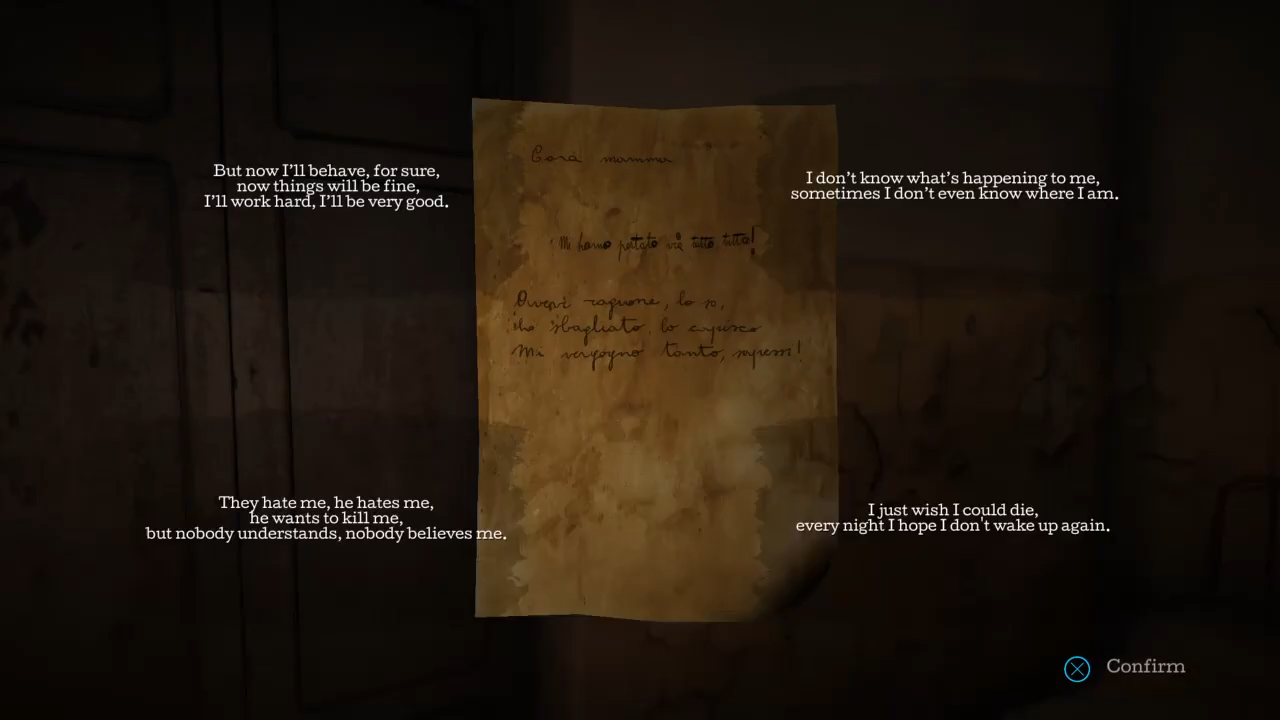 But now I'll behave, for sure,
now things will be fine,
I'll work hard, I'll be very good.
I don't know what's happening to me,
sometimes I don't even know where I am.
Cara mamma
Mi hanno portato via tutto tutto!
Avevi ragione, lo so,
ho sbagliato, lo capisco
Mi vergogno tanto, sapessi!
They hate me, he hates me,
he wants to kill me,
but nobody understands, nobody believes me.
I just wish I could die,
every night I hope I don't wake up again.
Confirm